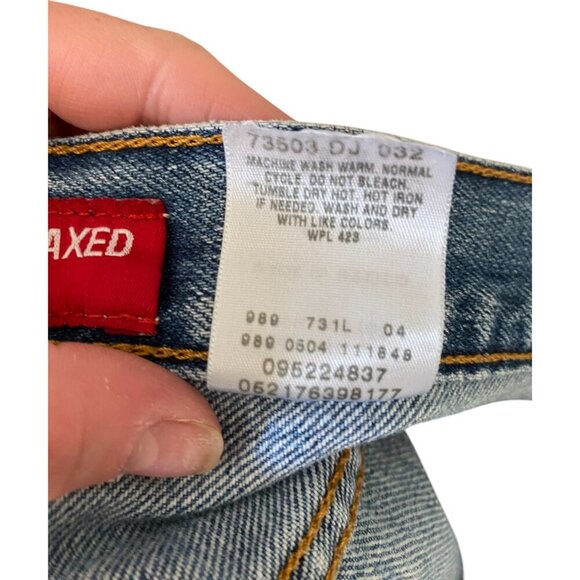 AXED
73503 DJ 032
MACHINE WASH WARM, NORMAL
CYCLE. DO NOT BLEACH.
TUMBLE DRY HOT. HOT IRON
IF NEEDED. WASH AND DRY
WITH LIKE COLORS.
WPL 423
989 731L 04
989 0504 111848
095224837
052176398177